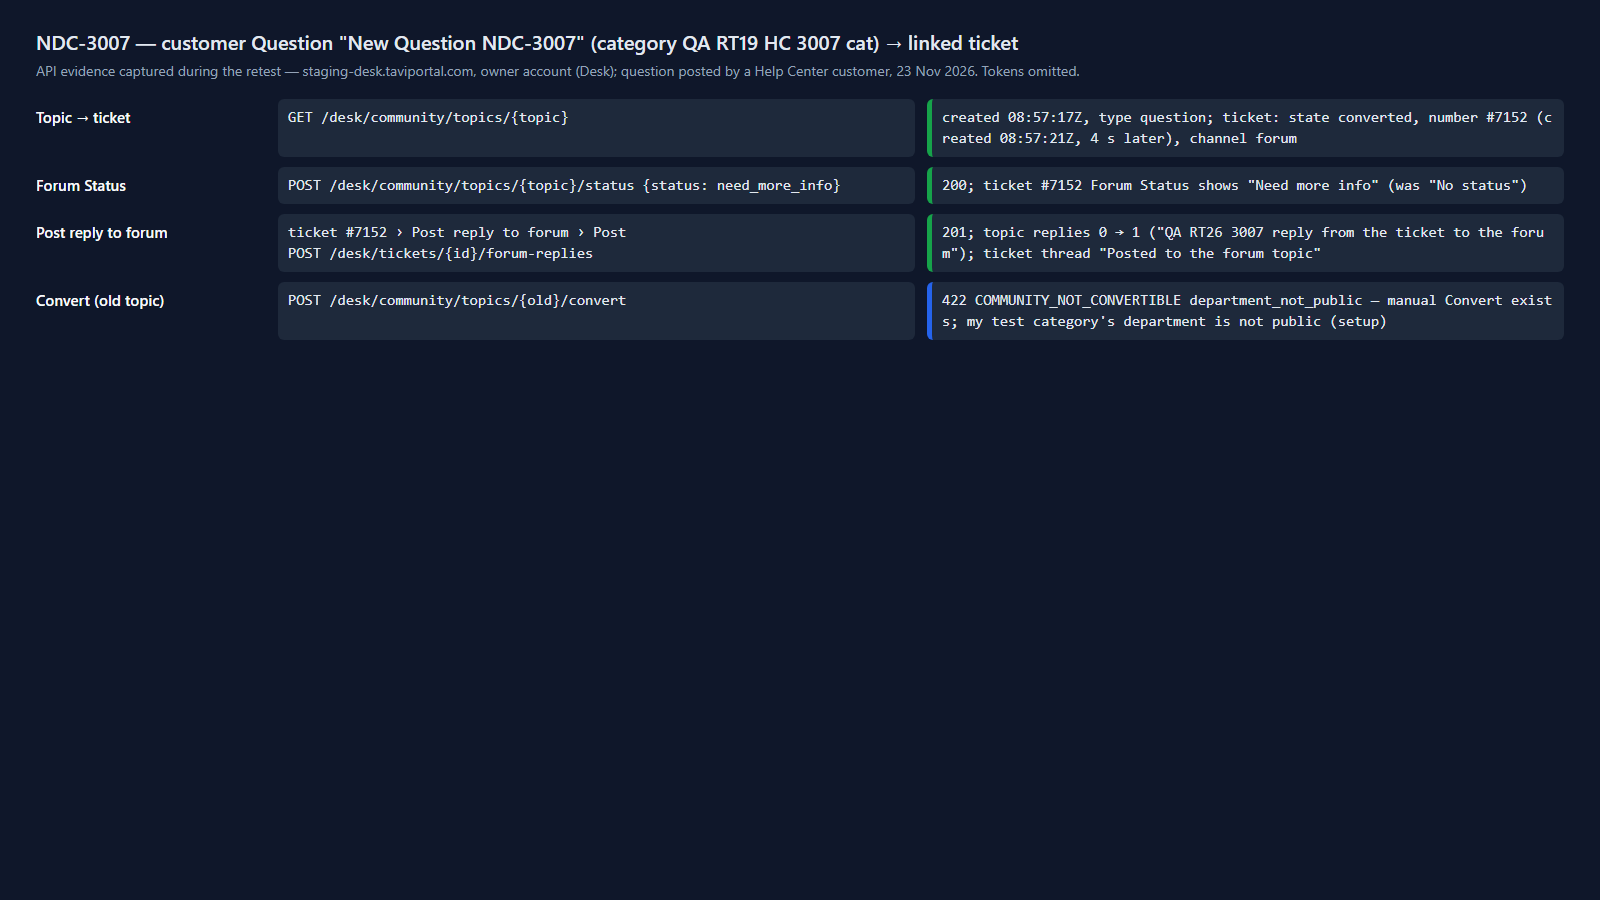 NDC-3007 — customer Question "New Question NDC-3007" (category QA RT19 HC 3007 cat) → linked ticket
API evidence captured during the retest — staging-desk.taviportal.com, owner account (Desk); question posted by a Help Center customer, 23 Nov 2026. Tokens omitted.
Topic → ticket
GET /desk/community/topics/{topic}
created 08:57:17Z, type question; ticket: state converted, number #7152 (c
reated 08:57:21Z, 4 s later), channel forum
Forum Status
POST /desk/community/topics/{topic}/status {status: need_more_info}
200; ticket #7152 Forum Status shows "Need more info" (was "No status")
Post reply to forum
ticket #7152 › Post reply to forum › Post
POST /desk/tickets/{id}/forum-replies
201; topic replies 0 → 1 ("QA RT26 3007 reply from the ticket to the foru
m"); ticket thread "Posted to the forum topic"
Convert (old topic)
POST /desk/community/topics/{old}/convert
422 COMMUNITY_NOT_CONVERTIBLE department_not_public — manual Convert exist
s; my test category's department is not public (setup)